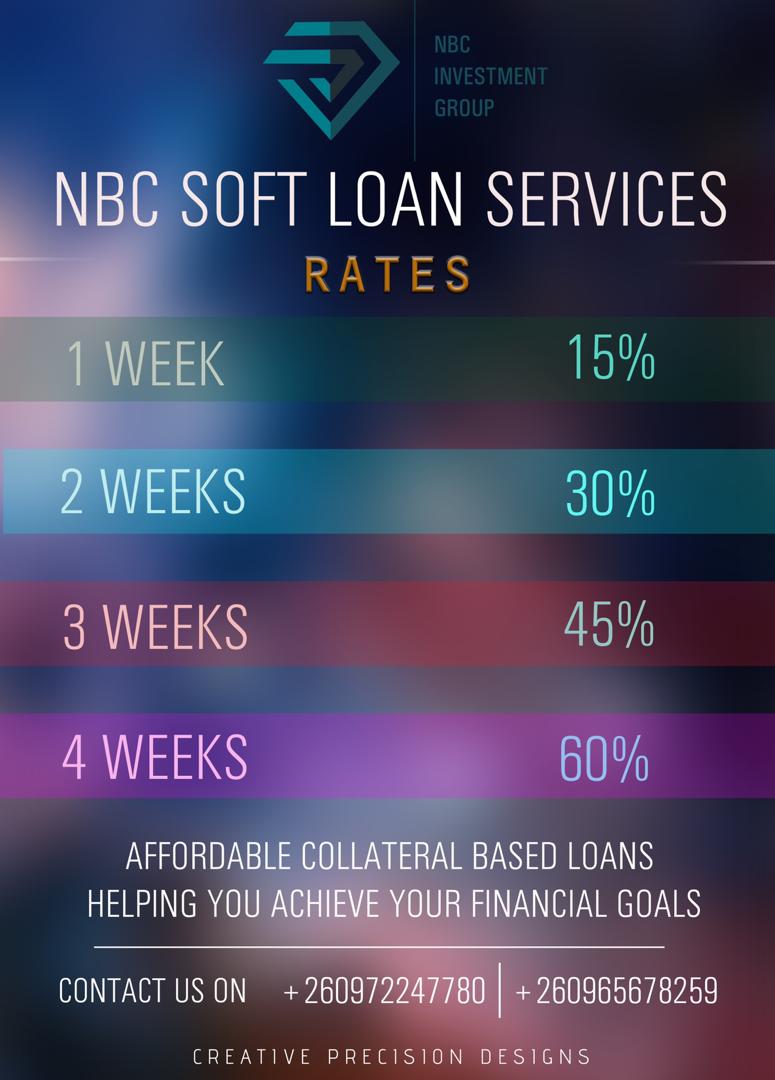 NBC
INVESTMENT
GROUP
NBC SOFT LOAN SERVICES
RATES
1 WEEK 15%
2 WEEKS 30%
3 WEEKS 45%
4 WEEKS 60%
AFFORDABLE COLLATERAL BASED LOANS
HELPING YOU ACHIEVE YOUR FINANCIAL GOALS
CONTACT US ON +260972247780 | +260965678259
CREATIVE PRECISION DESIGNS